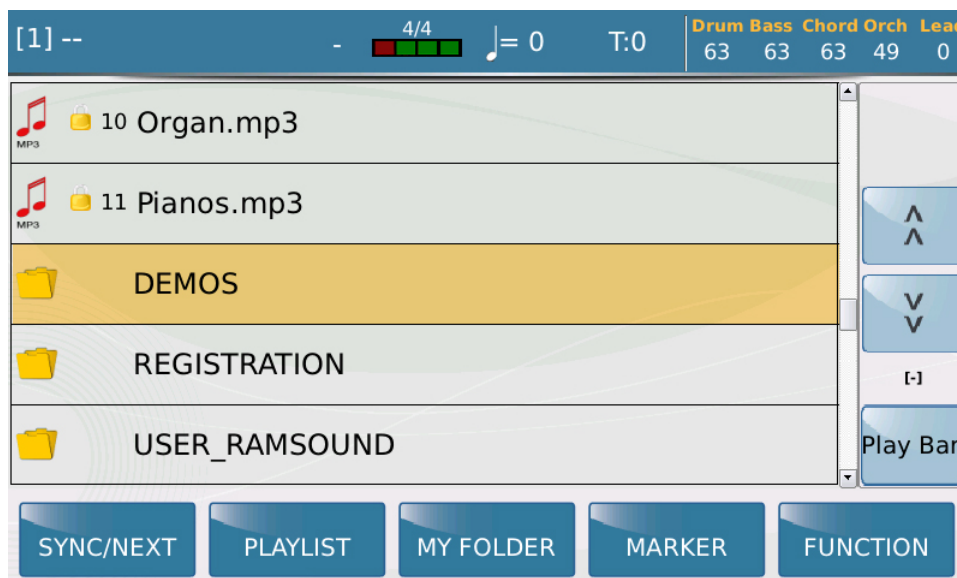 [1] -- - 4/4 ♩= 0 T:0 Drum Bass Chord Orch Lead
63 63 63 49 0
MP3 10 Organ.mp3
MP3 11 Pianos.mp3
DEMOS
REGISTRATION
USER_RAMSOUND
[-]
Play Bar
SYNC/NEXT PLAYLIST MY FOLDER MARKER FUNCTION